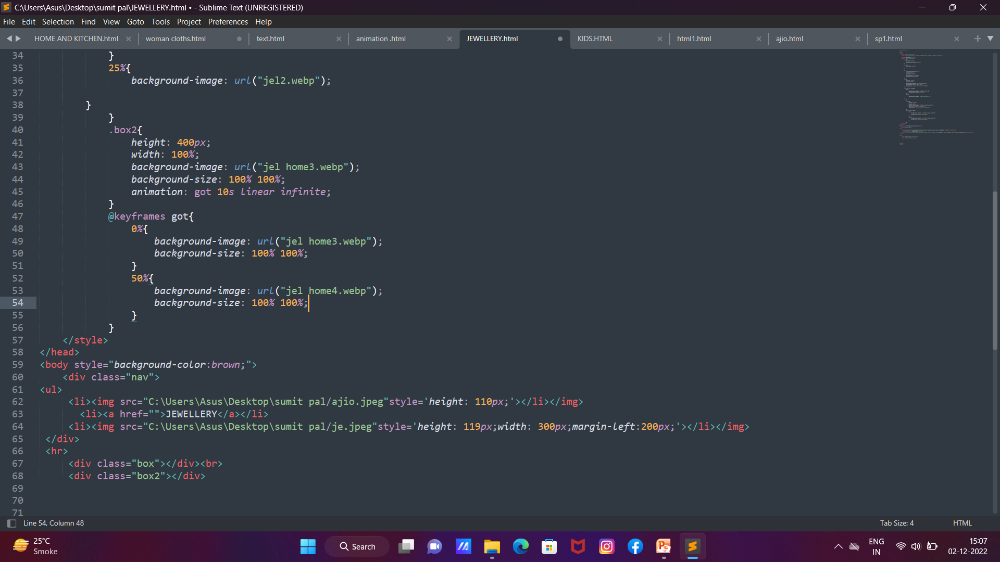 C:\Users\Asus\Desktop\sumit pal\JEWELLERY.html • - Sublime Text (UNREGISTERED)
File Edit Selection Find View Goto Tools Project Preferences Help
HOME AND KITCHEN.html woman cloths.html text.html animation .html JEWELLERY.html KIDS.HTML html1.html ajio.html sp1.html
34 }
35 25%{
36 background-image: url("jel2.webp");
37
38 }
39 }
40 .box2{
41 height: 400px;
42 width: 100%;
43 background-image: url("jel home3.webp");
44 background-size: 100% 100%;
45 animation: got 10s linear infinite;
46 }
47 @keyframes got{
48 0%{
49 background-image: url("jel home3.webp");
50 background-size: 100% 100%;
51 }
52 50%{
53 background-image: url("jel home4.webp");
54 background-size: 100% 100%;
55 }
56 }
57 </style>
58 </head>
59 <body style="background-color:brown;">
60 <div class="nav">
61 <ul>
62 <li><img src="C:\Users\Asus\Desktop\sumit pal/ajio.jpeg"style='height: 110px;'></li></img>
63 <li><a href="">JEWELLERY</a></li>
64 <li><img src="C:\Users\Asus\Desktop\sumit pal/je.jpeg"style='height: 119px;width: 300px;margin-left:200px;'></li></img>
65 </div>
66 <hr>
67 <div class="box"></div><br>
68 <div class="box2"></div>
69
70
71
Line 54, Column 48 Tab Size: 4 HTML
25°C
Smoke
Search
ENG
IN
15:07
02-12-2022